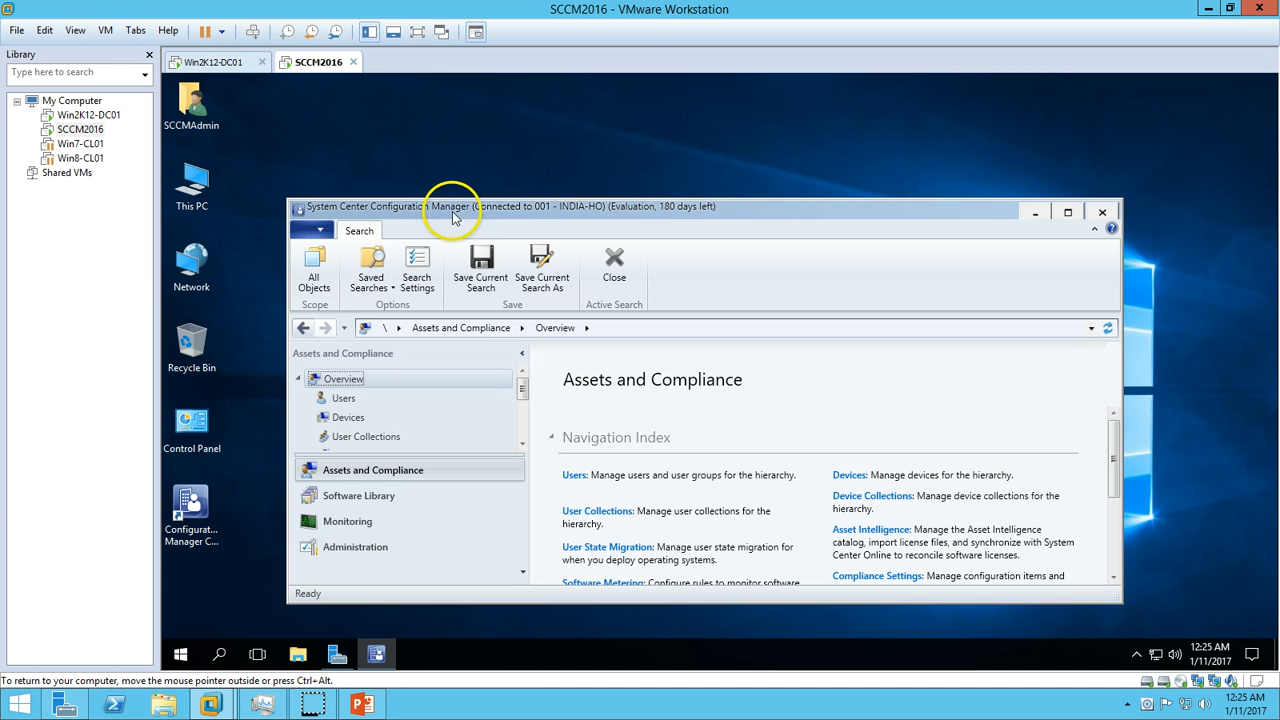 SCCM2016 - VMware Workstation
File Edit View VM Tabs Help
Library
Type here to search
My Computer
Win2K12-DC01
SCCM2016
Win7-CL01
Win8-CL01
Shared VMs
Win2K12-DC01
SCCM2016
SCCMAdmin
This PC
Network
Recycle Bin
Control Panel
Configurat...
Manager C...
System Center Configuration Manager (Connected to 001 - INDIA-HO) (Evaluation, 180 days left)
Search
All
Objects
Saved
Searches
Search
Settings
Save Current
Search
Save Current
Search As
Close
Scope
Options
Save
Active Search
\ Assets and Compliance Overview
Assets and Compliance
Overview
Users
Devices
User Collections
Assets and Compliance
Software Library
Monitoring
Administration
Assets and Compliance
Navigation Index
Users: Manage users and user groups for the hierarchy.
User Collections: Manage user collections for the
hierarchy.
User State Migration: Manage user state migration for
when you deploy operating systems.
Software Metering: Configure rules to monitor software
Devices: Manage devices for the hierarchy.
Device Collections: Manage device collections for the
hierarchy.
Asset Intelligence: Manage the Asset Intelligence
catalog, import license files, and synchronize with System
Center Online to reconcile software licenses.
Compliance Settings: Manage configuration items and
Ready
12:25 AM
1/11/2017
To return to your computer, move the mouse pointer outside or press Ctrl+Alt.
12:25 AM
1/11/2017